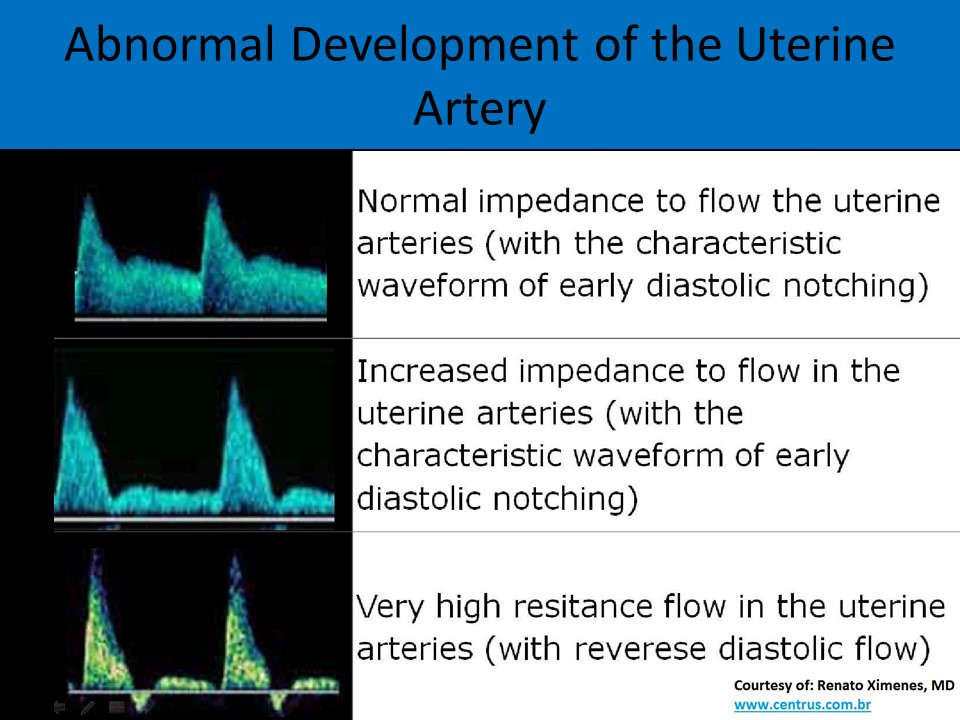 Abnormal Development of the Uterine
Artery
Normal impedance to flow the uterine
arteries (with the characteristic
waveform of early diastolic notching)
Increased impedance to flow in the
uterine arteries (with the
characteristic waveform of early
diastolic notching)
Very high resitance flow in the uterine
arteries (with reverese diastolic flow)
Courtesy of: Renato Ximenes, MD
www.centrus.com.br